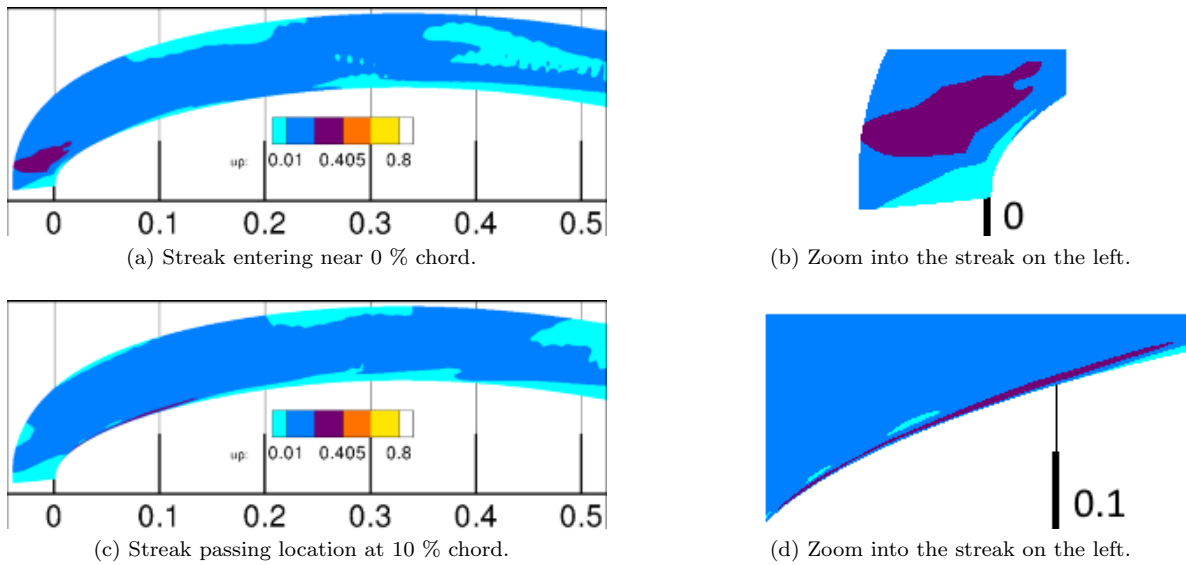 up: 0.01 0.405 0.8
0 0.1 0.2 0.3 0.4 0.5
(a) Streak entering near 0 % chord.
0
(b) Zoom into the streak on the left.
up: 0.01 0.405 0.8
0 0.1 0.2 0.3 0.4 0.5
(c) Streak passing location at 10 % chord.
0.1
(d) Zoom into the streak on the left.